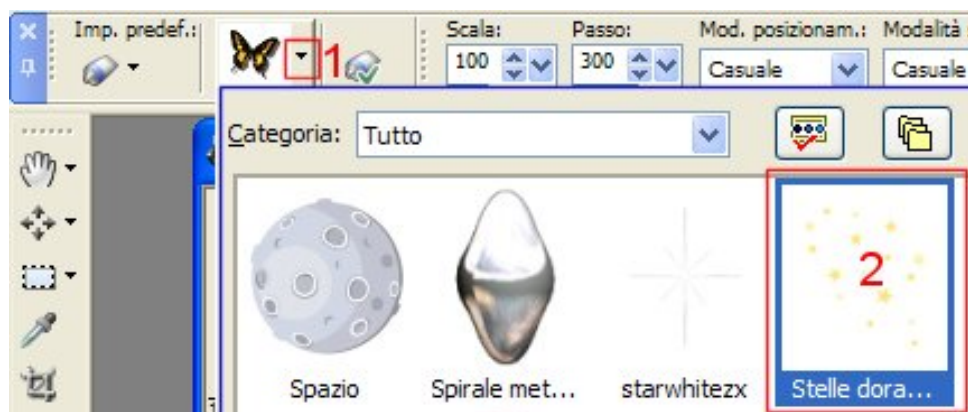 Imp. predef.: Scala: Passo: Mod. posizionam.: Modalità
1 100 300 Casuale Casuale
Categoria: Tutto
2
Spazio Spirale met... starwhitezx Stelle dora...